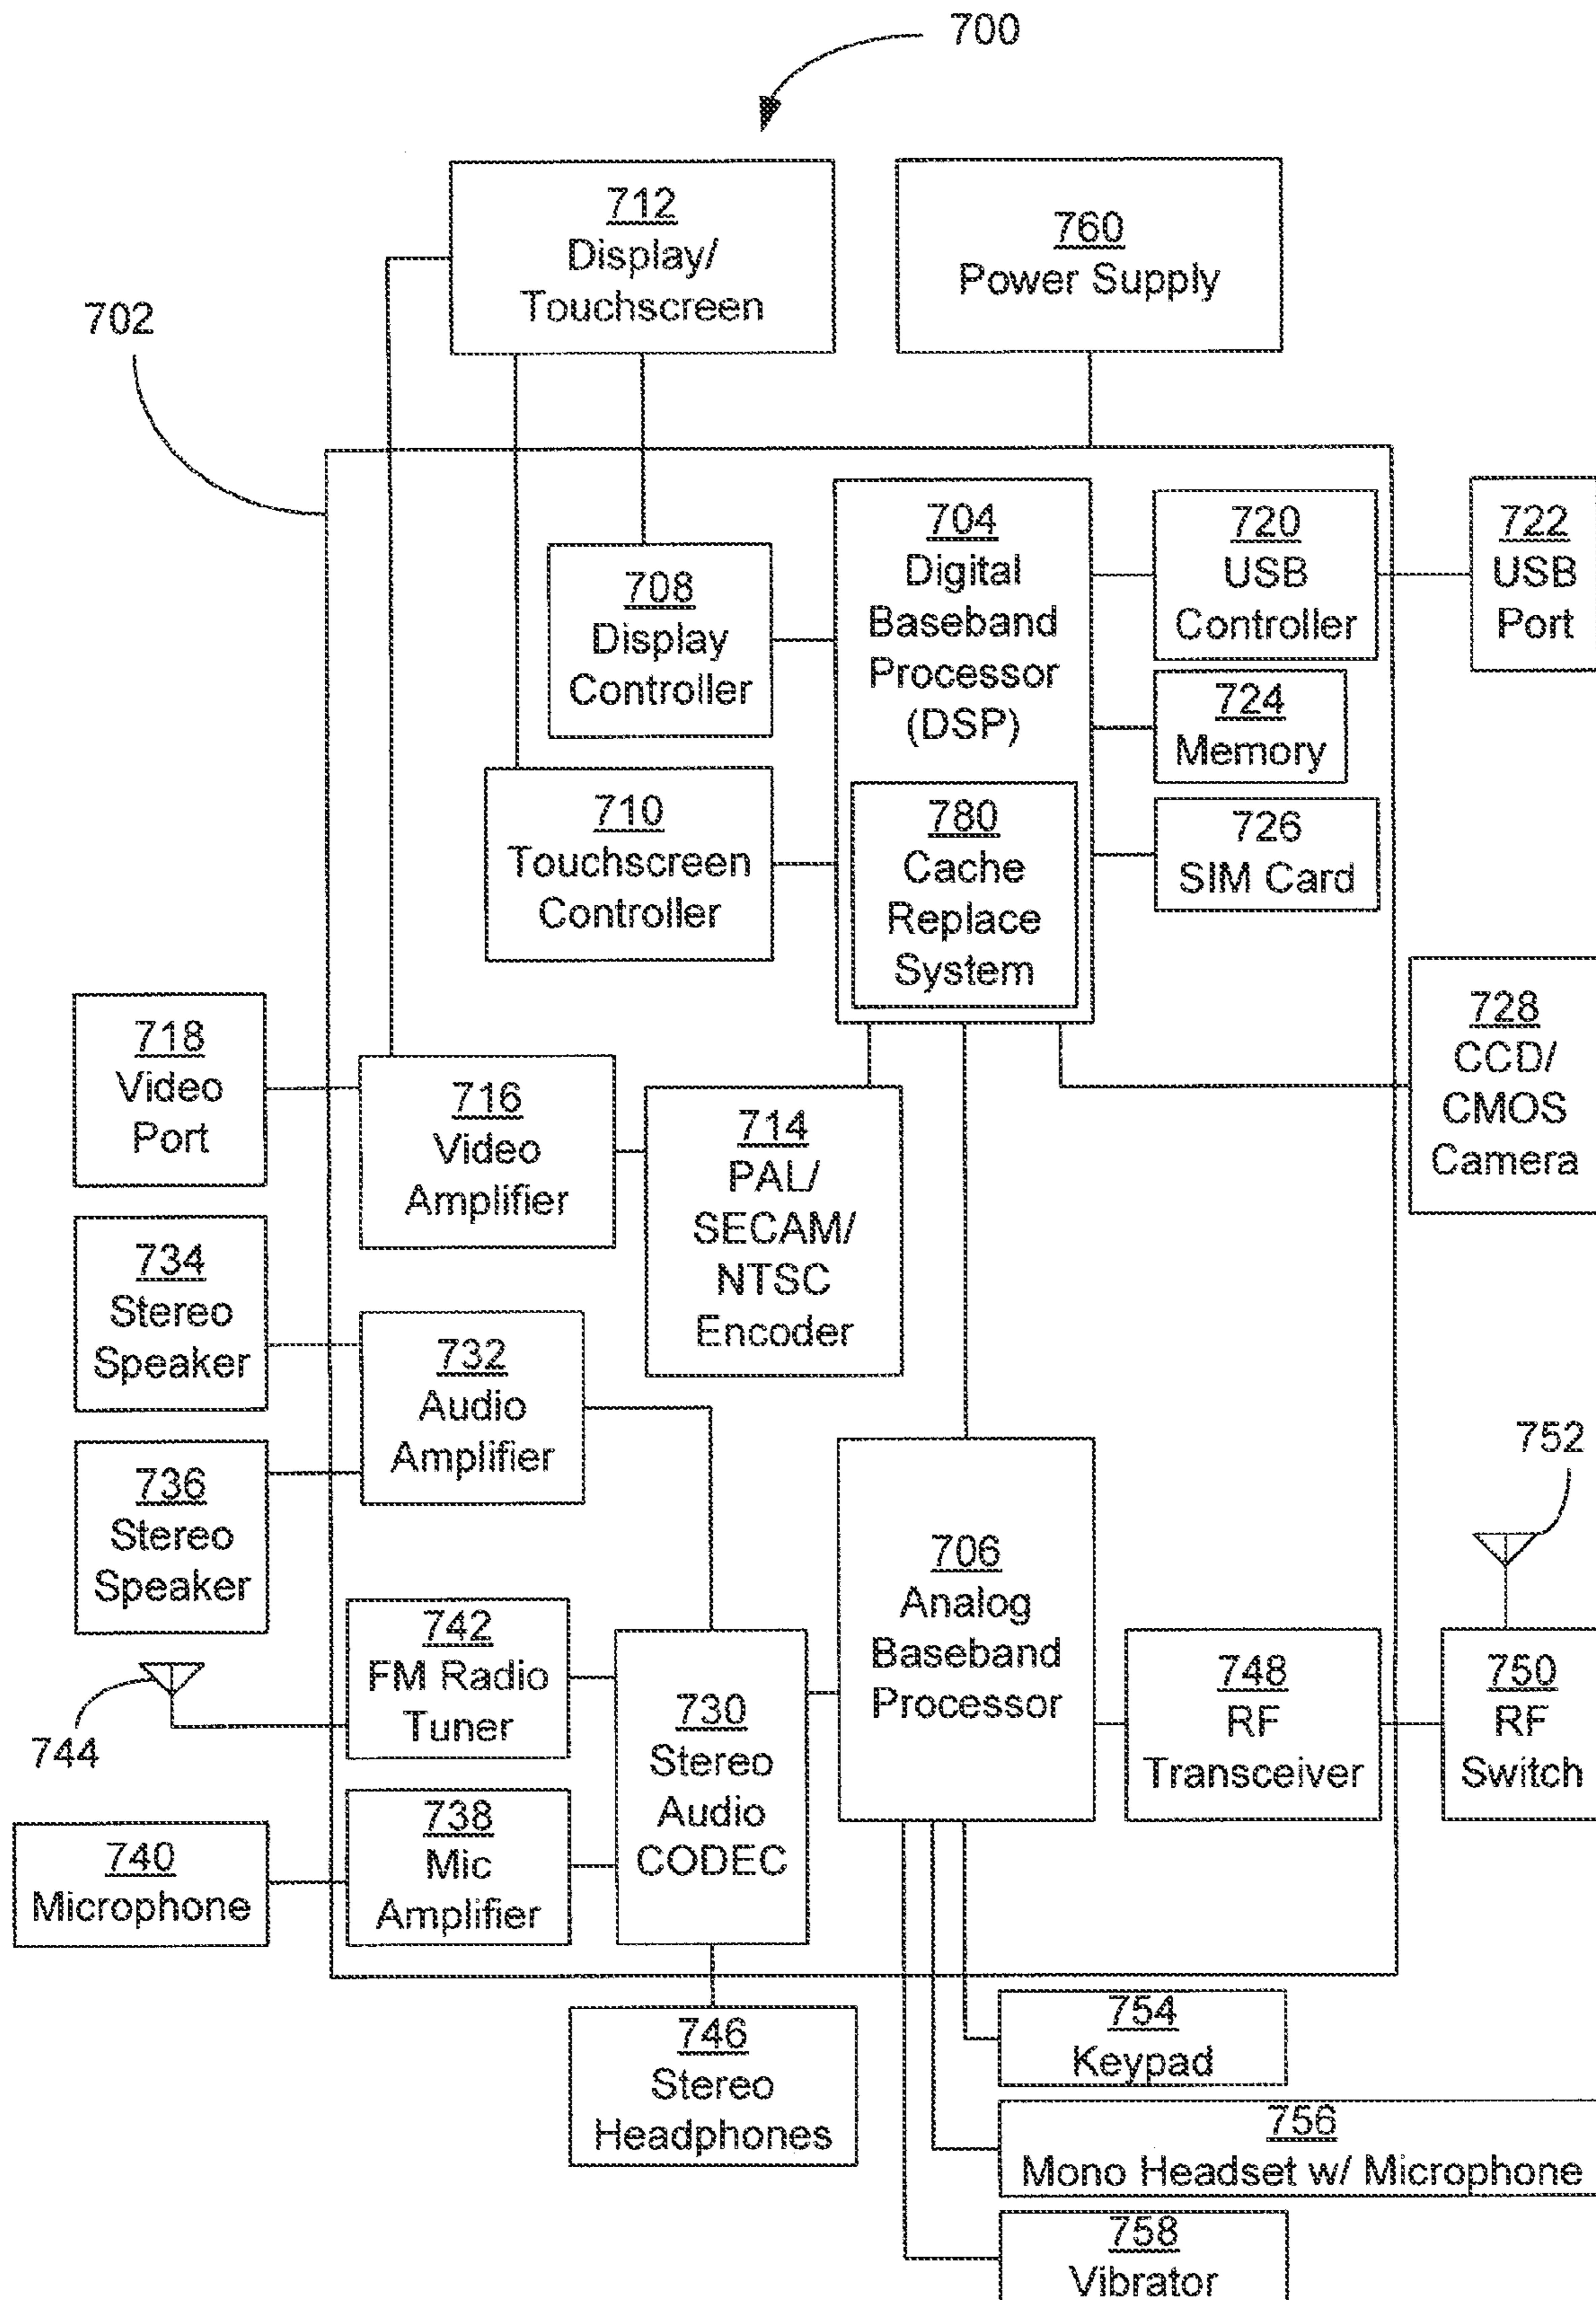 700
712
Display/
Touchscreen
760
Power Supply
702
704
Digital
Baseband
Processor
(DSP)
720
USB
Controller
722
USB
Port
708
Display
Controller
724
Memory
710
Touchscreen
Controller
780
Cache
Replace
System
726
SIM Card
728
CCD/
CMOS
Camera
718
Video
Port
716
Video
Amplifier
714
PAL/
SECAM/
NTSC
Encoder
734
Stereo
Speaker
732
Audio
Amplifier
736
Stereo
Speaker
752
706
Analog
Baseband
Processor
742
FM Radio
Tuner
744
730
Stereo
Audio
CODEC
748
RF
Transceiver
750
RF
Switch
740
Microphone
738
Mic
Amplifier
746
Stereo
Headphones
754
Keypad
756
Mono Headset w/ Microphone
758
Vibrator